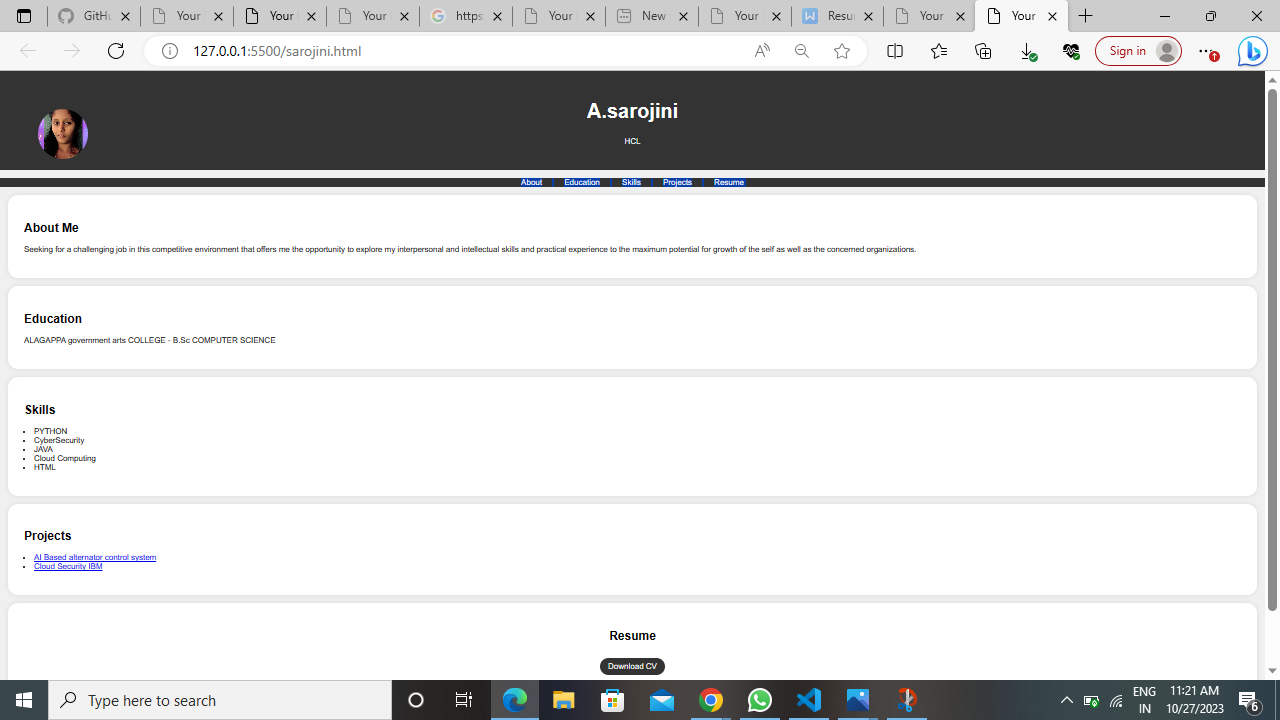 GitHu
Your 
Your 
Your 
https
Your 
New 
Your 
Resu
Your 
Your 
127.0.0.1:5500/sarojini.html
Sign in
A.sarojini
HCL
About | Education | Skills | Projects | Resume
About Me
Seeking for a challenging job in this competitive environment that offers me the opportunity to explore my interpersonal and intellectual skills and practical experience to the maximum potential for growth of the self as well as the concerned organizations.
Education
ALAGAPPA government arts COLLEGE - B.Sc COMPUTER SCIENCE
Skills
PYTHON
CyberSecurity
JAVA
Cloud Computing
HTML
Projects
AI Based alternator control system
Cloud Security IBM
Resume
Download CV
Type here to search
ENG
IN
11:21 AM
10/27/2023
6